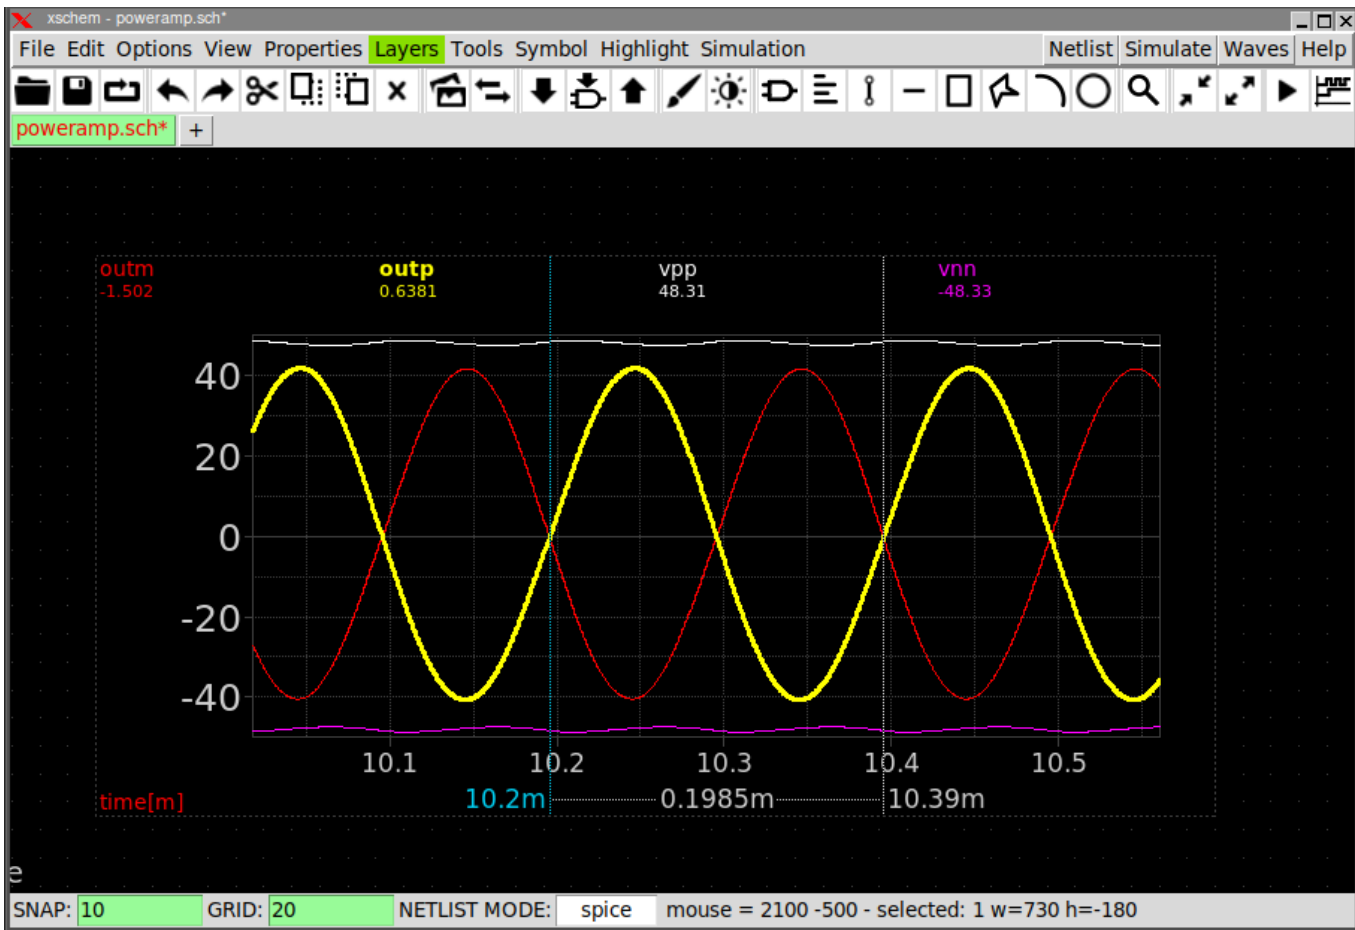 xschem - poweramp.sch*
File Edit Options View Properties Layers Tools Symbol Highlight Simulation Netlist Simulate Waves Help
poweramp.sch* +
outm outp vpp vnn
-1.502 0.6381 48.31 -48.33
40
20
0
-20
-40
10.1 10.2 10.3 10.4 10.5
time[m] 10.2m 0.1985m 10.39m
e
SNAP: 10 GRID: 20 NETLIST MODE: spice mouse = 2100 -500 - selected: 1 w=730 h=-180